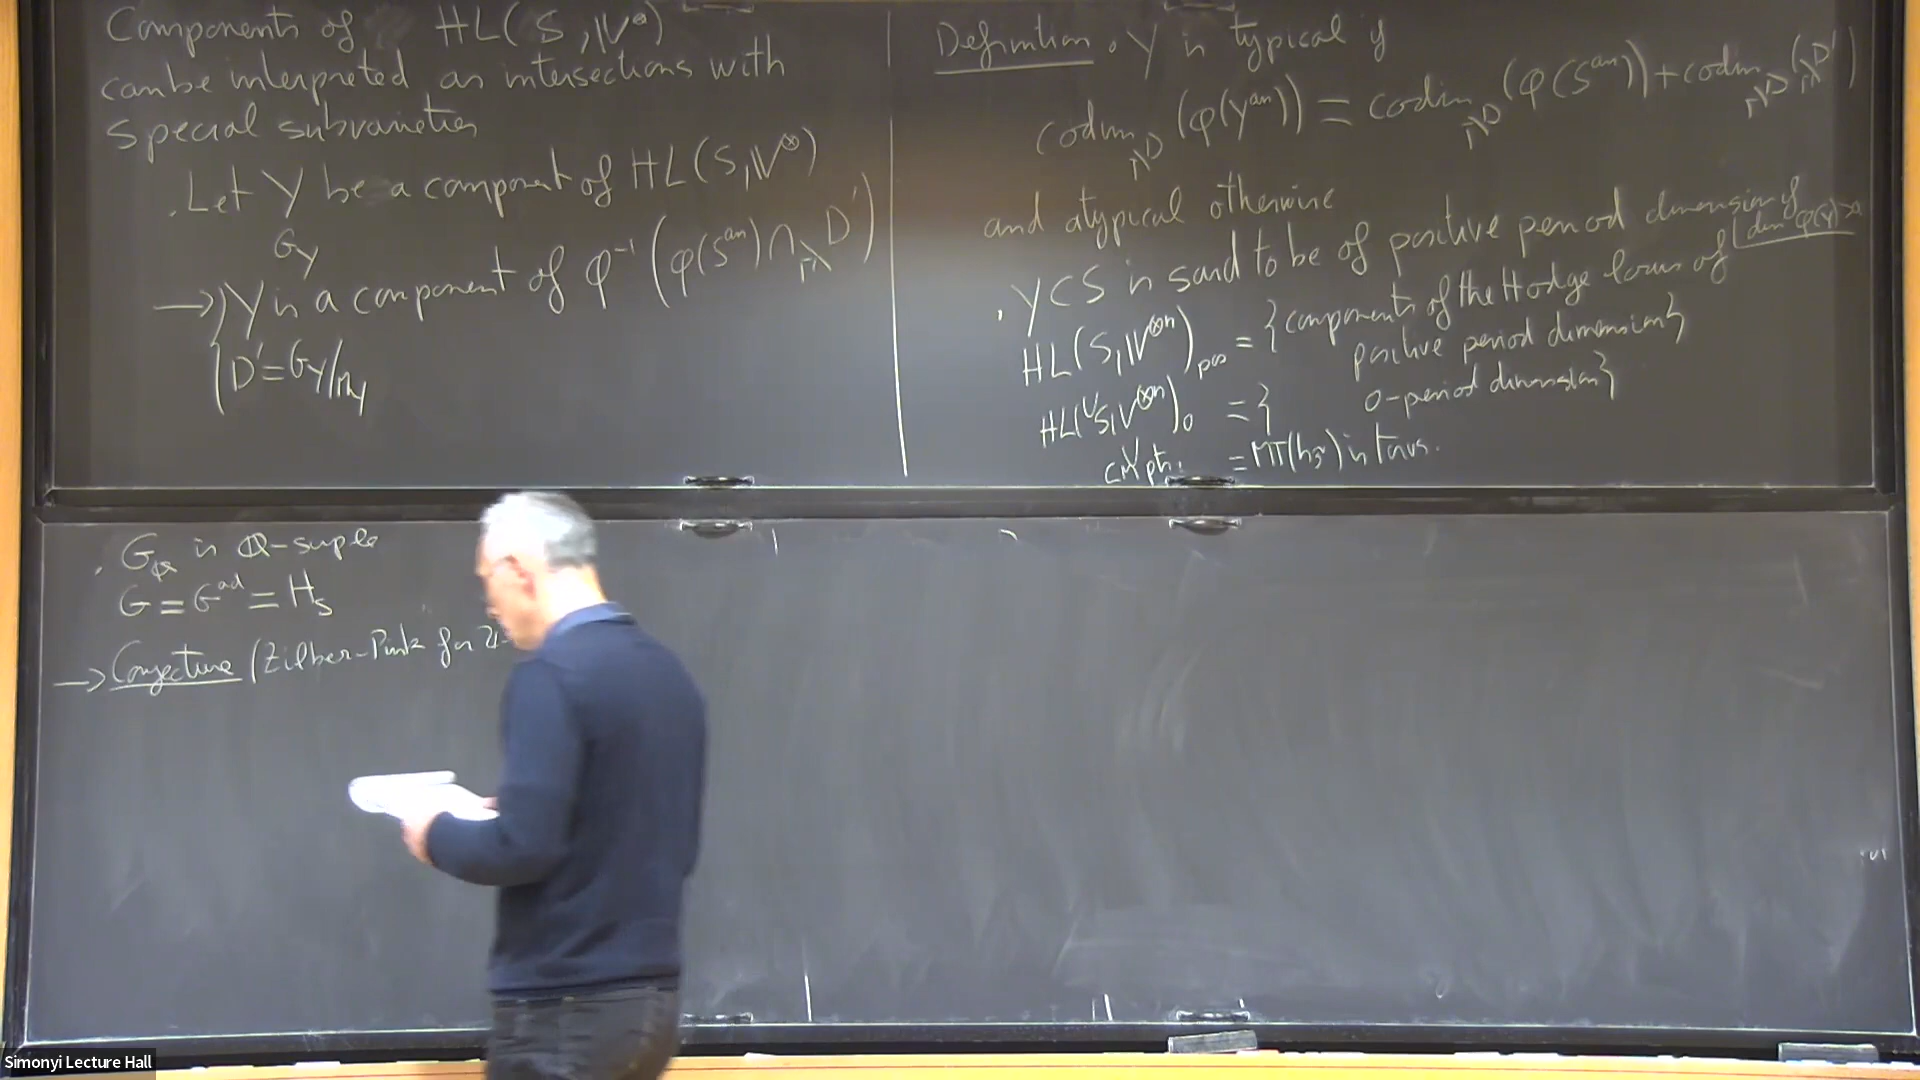 Components of HL(S, 𝕍^⊗)
can be interpreted as intersections with
special subvarieties
. Let Y be a component of HL(S, 𝕍^⊗)
G_Y
→ Y is a component of φ^{-1}(φ(S^{an}) ∩ Γ'\D')
D' = G_Y/M_Y
Definition . Y is typical if
codim_{Γ\D} (φ(Y^{an})) = codim_{Γ\D} (φ(S^{an})) + codim_{Γ\D} (Γ'\D')
and atypical otherwise
. Y ⊂ S is said to be of positive period dimension if dim φ(Y) >0
HL(S, 𝕍^⊗)_{pos} = { components of the Hodge locus of
positive period dimension}
HL(S, 𝕍^⊗)_0 = { 0-period dimension}
CM pt. = MT(h_s) is torus.
. G_ℚ is ℚ-simple
G = G^{ad} = H_S
→ Conjecture (Zilber-Pink for
Simonyi Lecture Hall